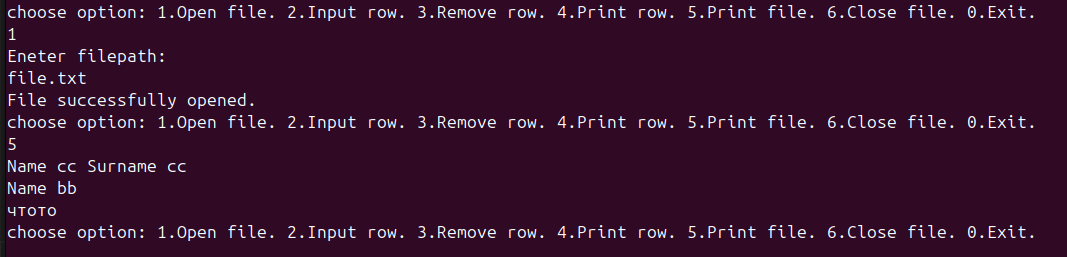 choose option: 1.Open file. 2.Input row. 3.Remove row. 4.Print row. 5.Print file. 6.Close file. 0.Exit.
1
Eneter filepath:
file.txt
File successfully opened.
choose option: 1.Open file. 2.Input row. 3.Remove row. 4.Print row. 5.Print file. 6.Close file. 0.Exit.
5
Name cc Surname cc
Name bb
чтото
choose option: 1.Open file. 2.Input row. 3.Remove row. 4.Print row. 5.Print file. 6.Close file. 0.Exit.